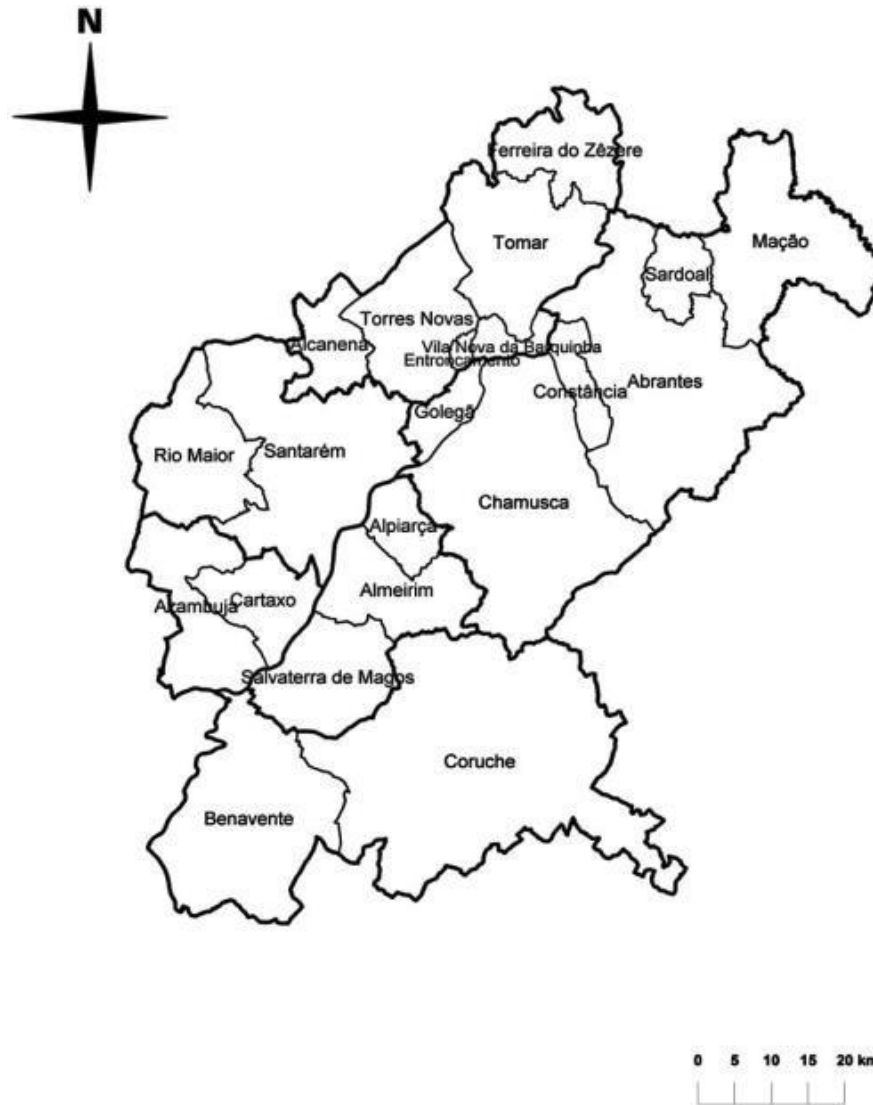 N
Ferreira do Zêzere
Tomar
Mação
Sardoal
Torres Novas
Alcanena
Vila Nova da Barquinha
Entroncamento
Abrantes
Constância
Golegã
Santarém
Rio Maior
Chamusca
Alpiarça
Almeirim
Cartaxo
Azambuja
Salvaterra de Magos
Coruche
Benavente
0 5 10 15 20 km